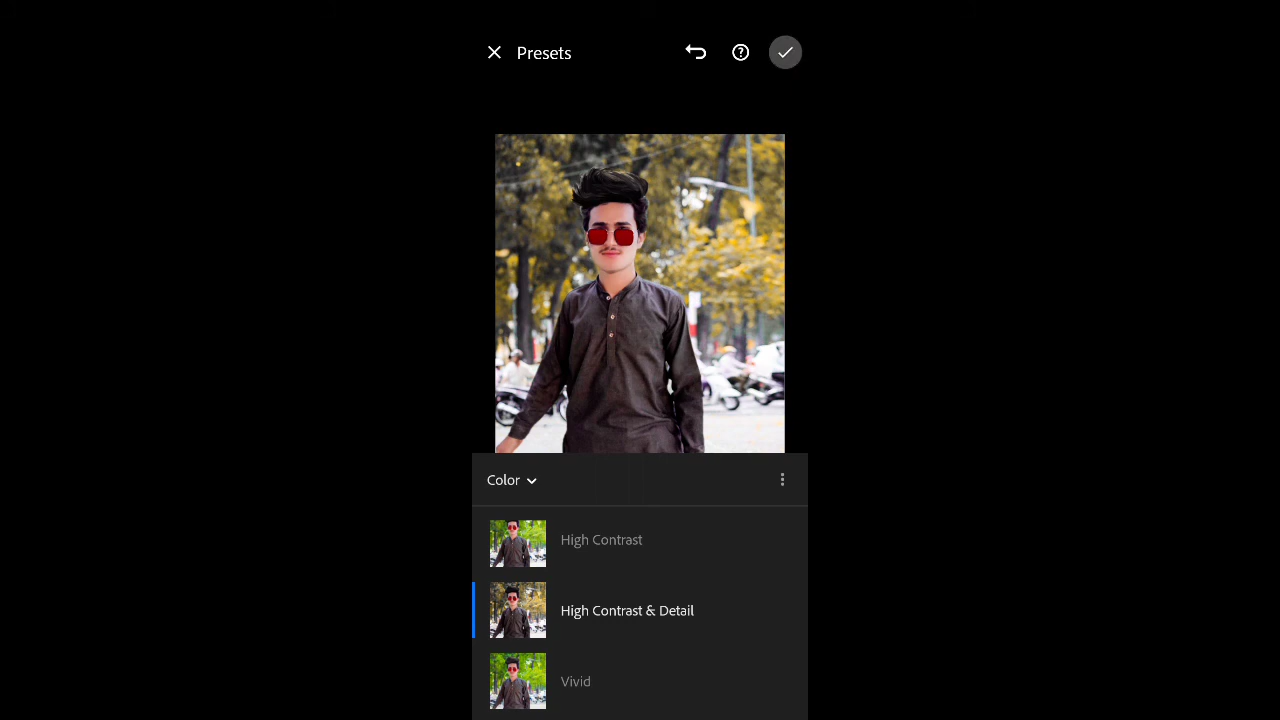 Presets
Color
High Contrast
High Contrast & Detail
Vivid